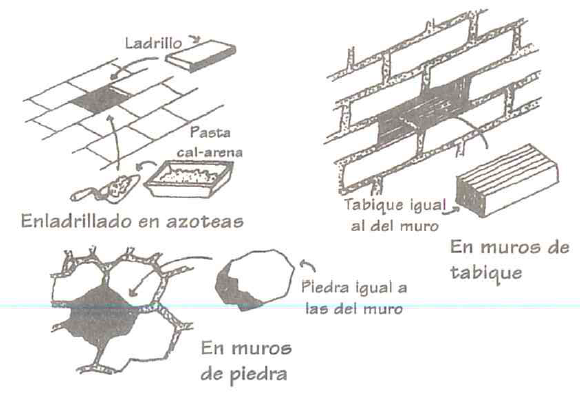 Ladrillo
Pasta
cal-arena
Enladrillado en azoteas
Tabique igual
al del muro
En muros de
tabique
Piedra igual a
las del muro
En muros
de piedra